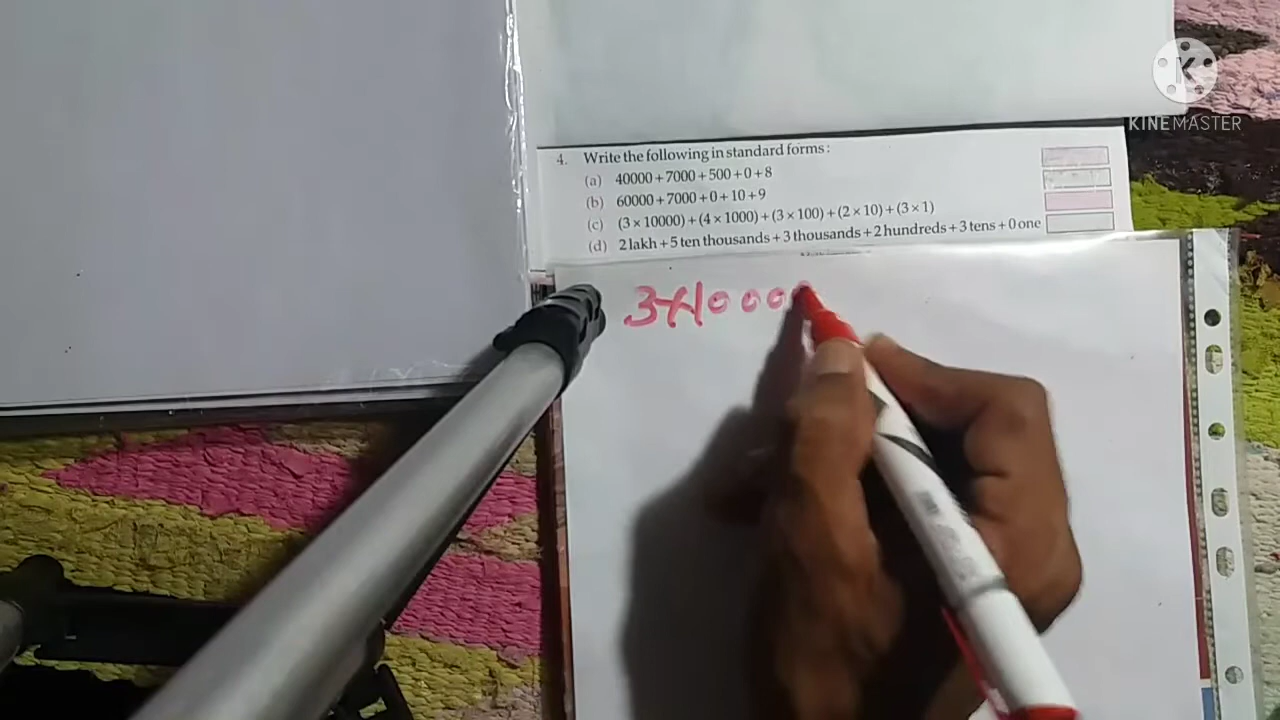 K
KINEMASTER
4. Write the following in standard forms :
(a) 40000 + 7000 + 500 + 0 + 8
(b) 60000 + 7000 + 0 + 10 + 9
(c) (3 × 10000) + (4 × 1000) + (3 × 100) + (2 × 10) + (3 × 1)
(d) 2 lakh + 5 ten thousands + 3 thousands + 2 hundreds + 3 tens + 0 one
3×10000